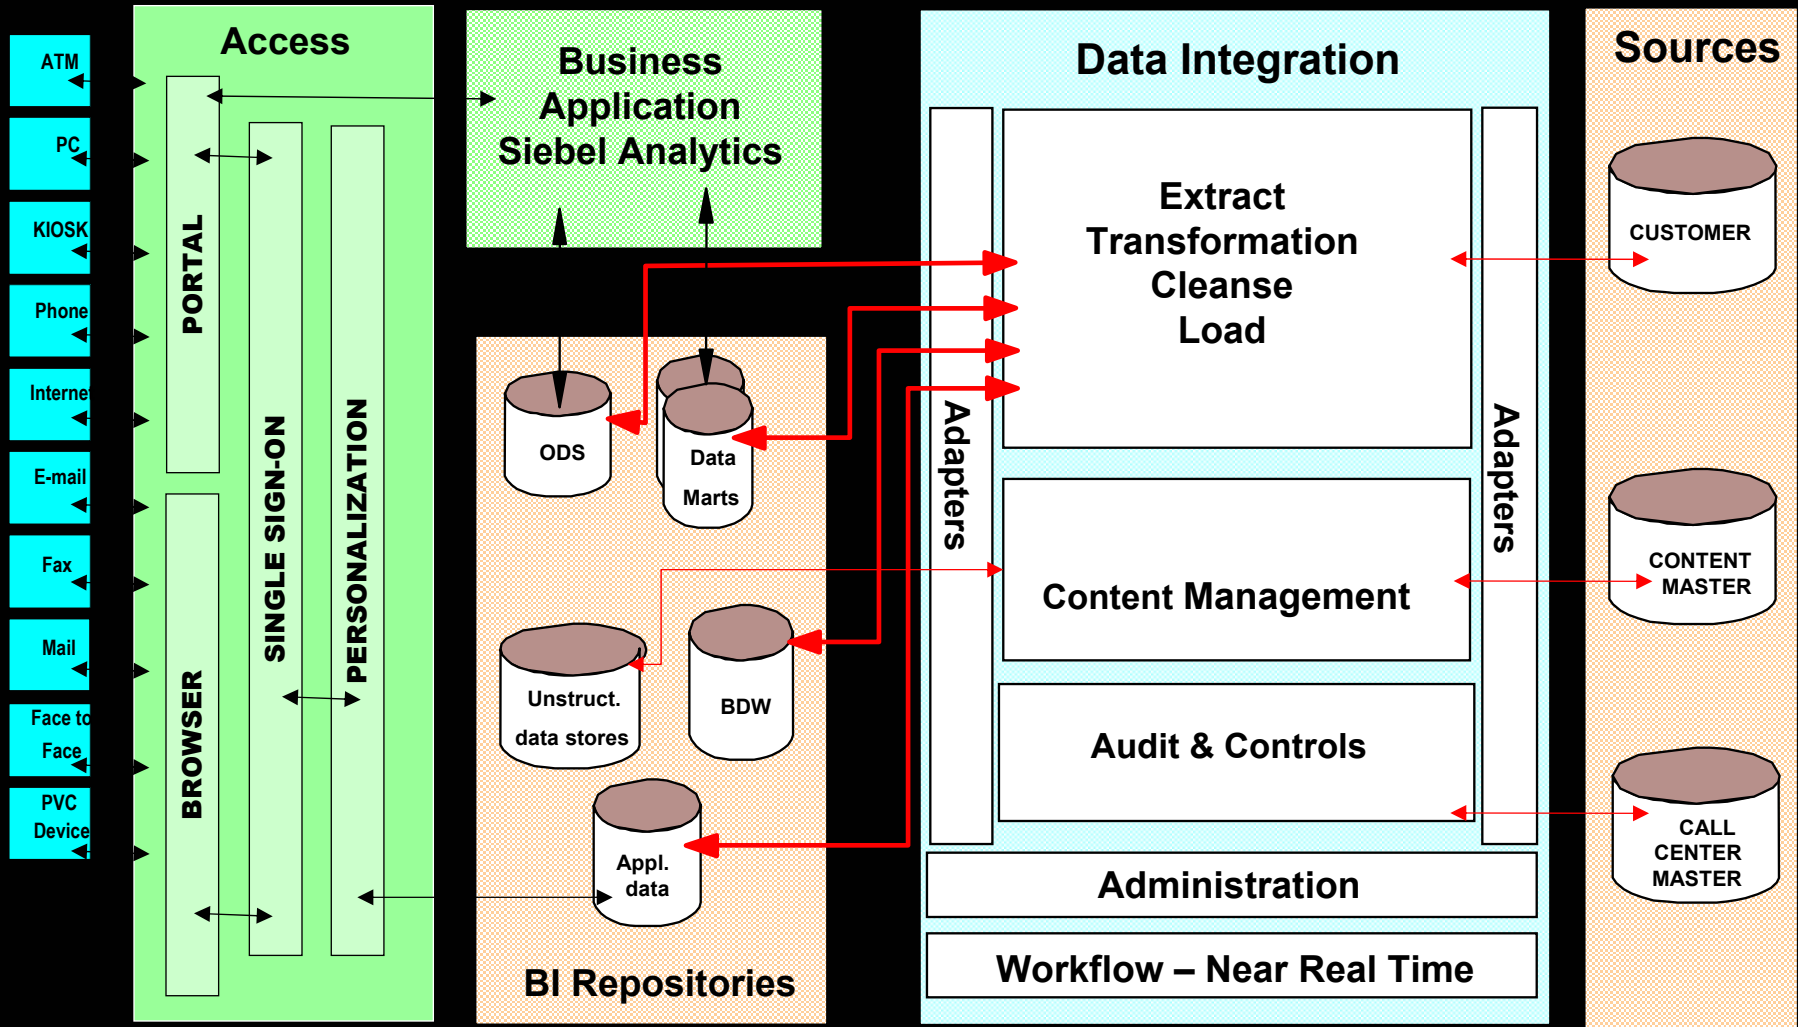 ATM
PC
KIOSK
Phone
Internet
E-mail
Fax
Mail
Face to
Face
PVC
Device
Access
PORTAL
BROWSER
SINGLE SIGN-ON
PERSONALIZATION
Business
Application
Siebel Analytics
ODS
Data
Marts
Unstruct.
data stores
BDW
Appl.
data
BI Repositories
Data Integration
Adapters
Extract
Transformation
Cleanse
Load
Content Management
Audit & Controls
Adapters
Administration
Workflow – Near Real Time
Sources
CUSTOMER
CONTENT
MASTER
CALL
CENTER
MASTER